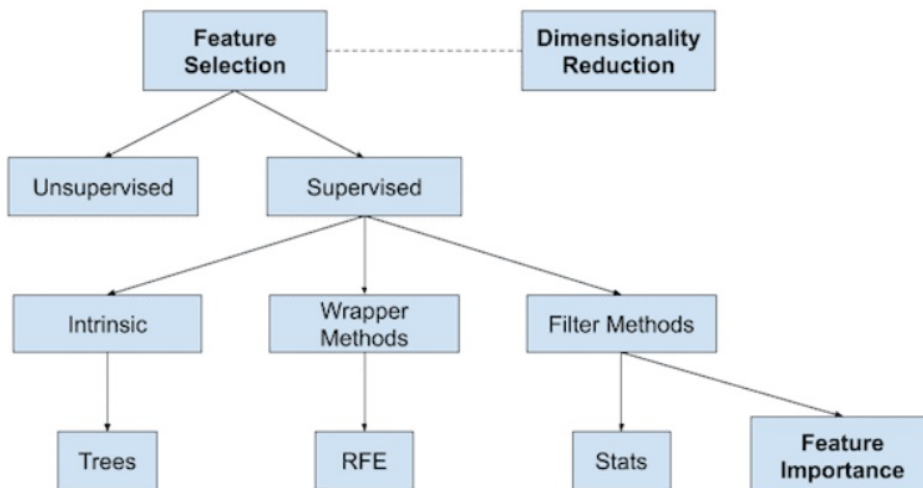 Feature
Selection
Dimensionality
Reduction
Unsupervised
Supervised
Intrinsic
Wrapper
Methods
Filter Methods
Trees
RFE
Stats
Feature
Importance